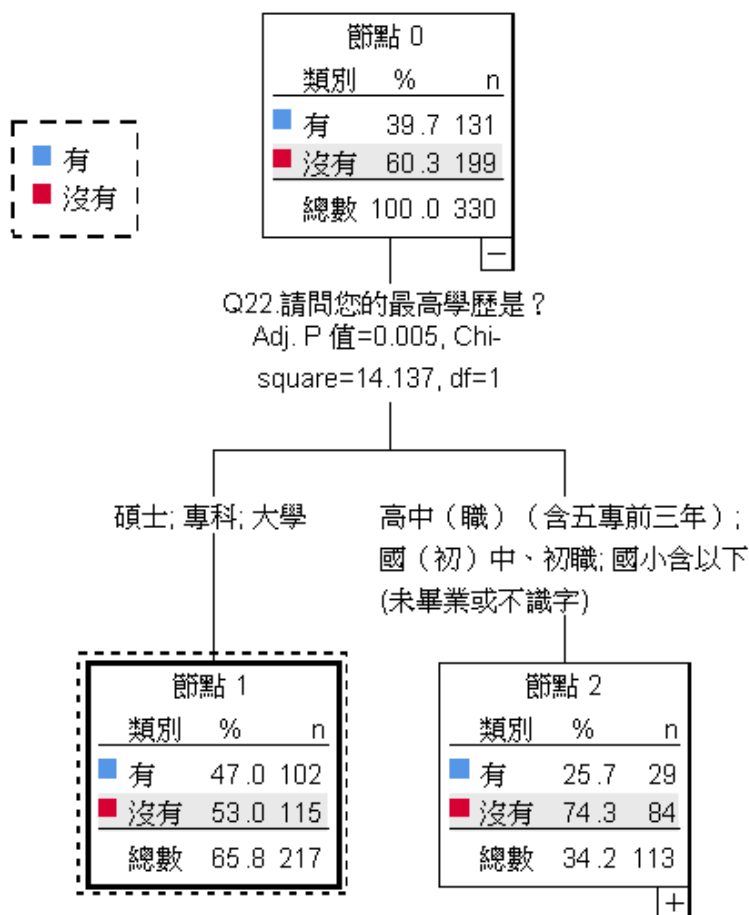 節點 0
類別 % n
有 39.7 131
沒有 60.3 199
總數 100.0 330
−
有
沒有
Q22.請問您的最高學歷是？
Adj. P 值=0.005, Chi-
square=14.137, df=1
碩士; 專科; 大學
高中（職）（含五專前三年）;
國（初）中、初職; 國小含以下
(未畢業或不識字)
節點 1
類別 % n
有 47.0 102
沒有 53.0 115
總數 65.8 217
節點 2
類別 % n
有 25.7 29
沒有 74.3 84
總數 34.2 113
+